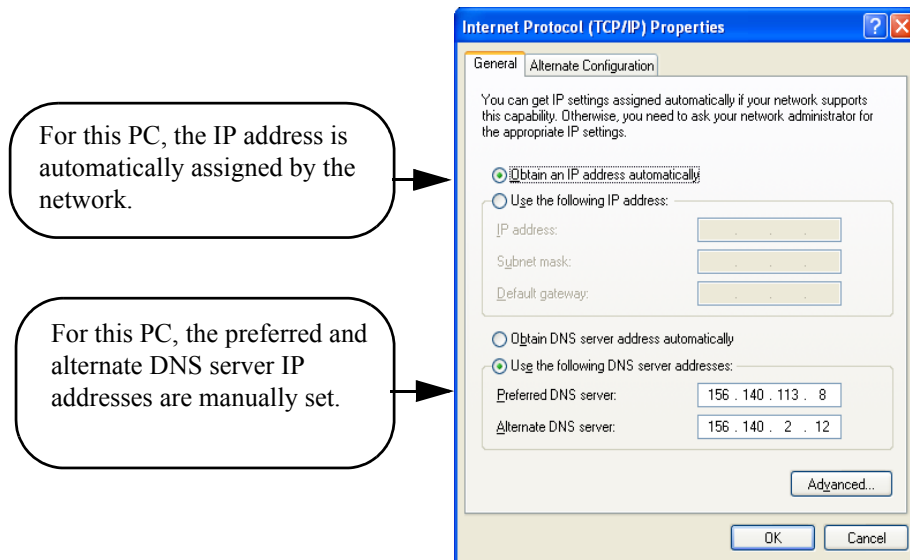 For this PC, the IP address is
automatically assigned by the
network.
For this PC, the preferred and
alternate DNS server IP
addresses are manually set.
Internet Protocol (TCP/IP) Properties
General
Alternate Configuration
You can get IP settings assigned automatically if your network supports
this capability. Otherwise, you need to ask your network administrator for
the appropriate IP settings.
Obtain an IP address automatically
Use the following IP address:
IP address:
Subnet mask:
Default gateway:
Obtain DNS server address automatically
Use the following DNS server addresses:
Preferred DNS server: 156 . 140 . 113 . 8
Alternate DNS server: 156 . 140 . 2 . 12
Advanced...
OK
Cancel